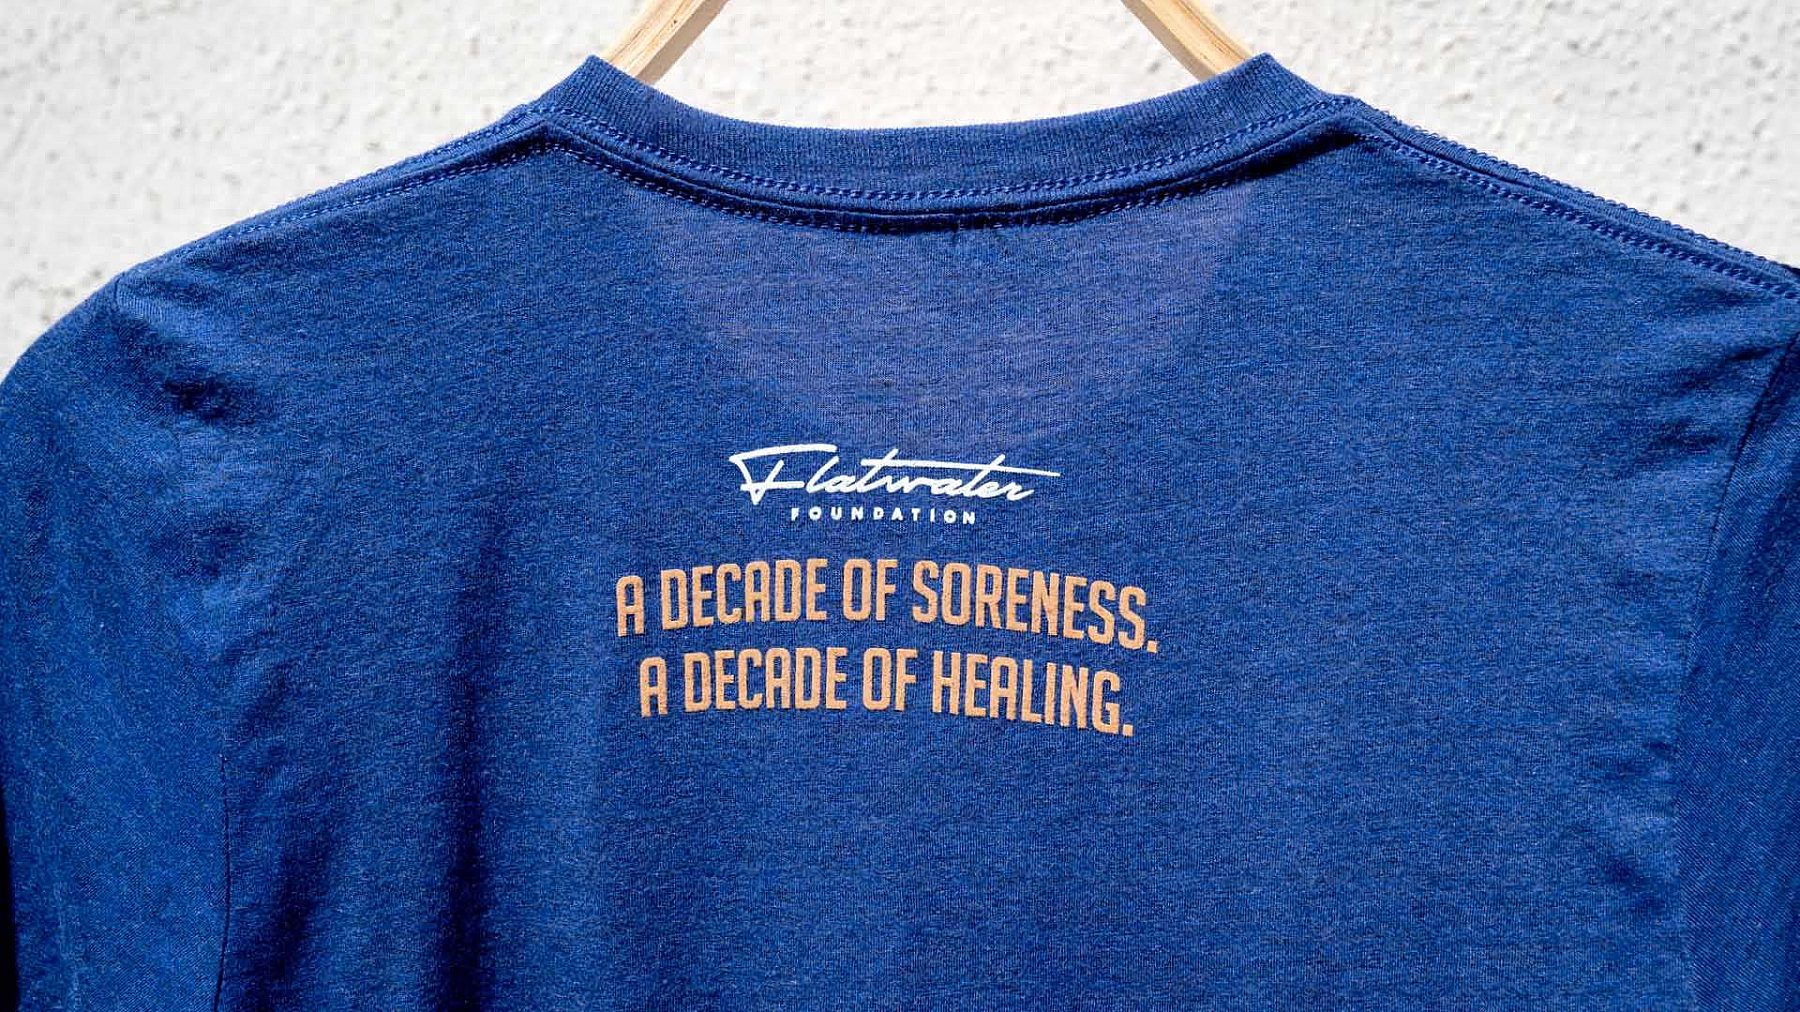 Flatwater
FOUNDATION
A DECADE OF SORENESS.
A DECADE OF HEALING.